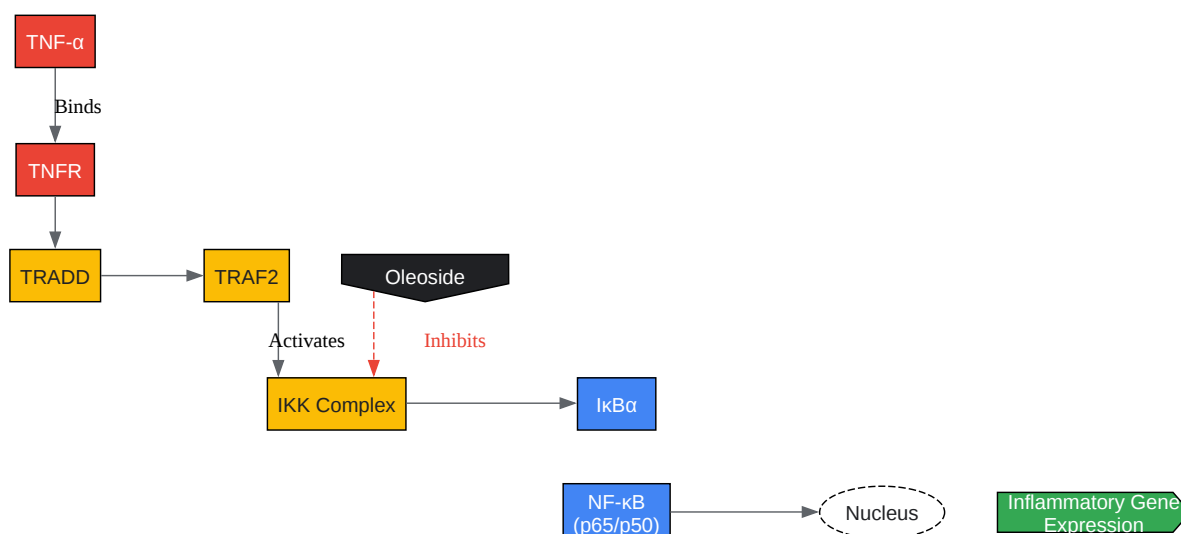 TNF-α
Binds
TNFR
TRADD
TRAF2
Oleoside
Activates
Inhibits
IKK Complex
IκBα
NF-κB
(p65/p50)
Nucleus
Inflammatory Gene
Expression